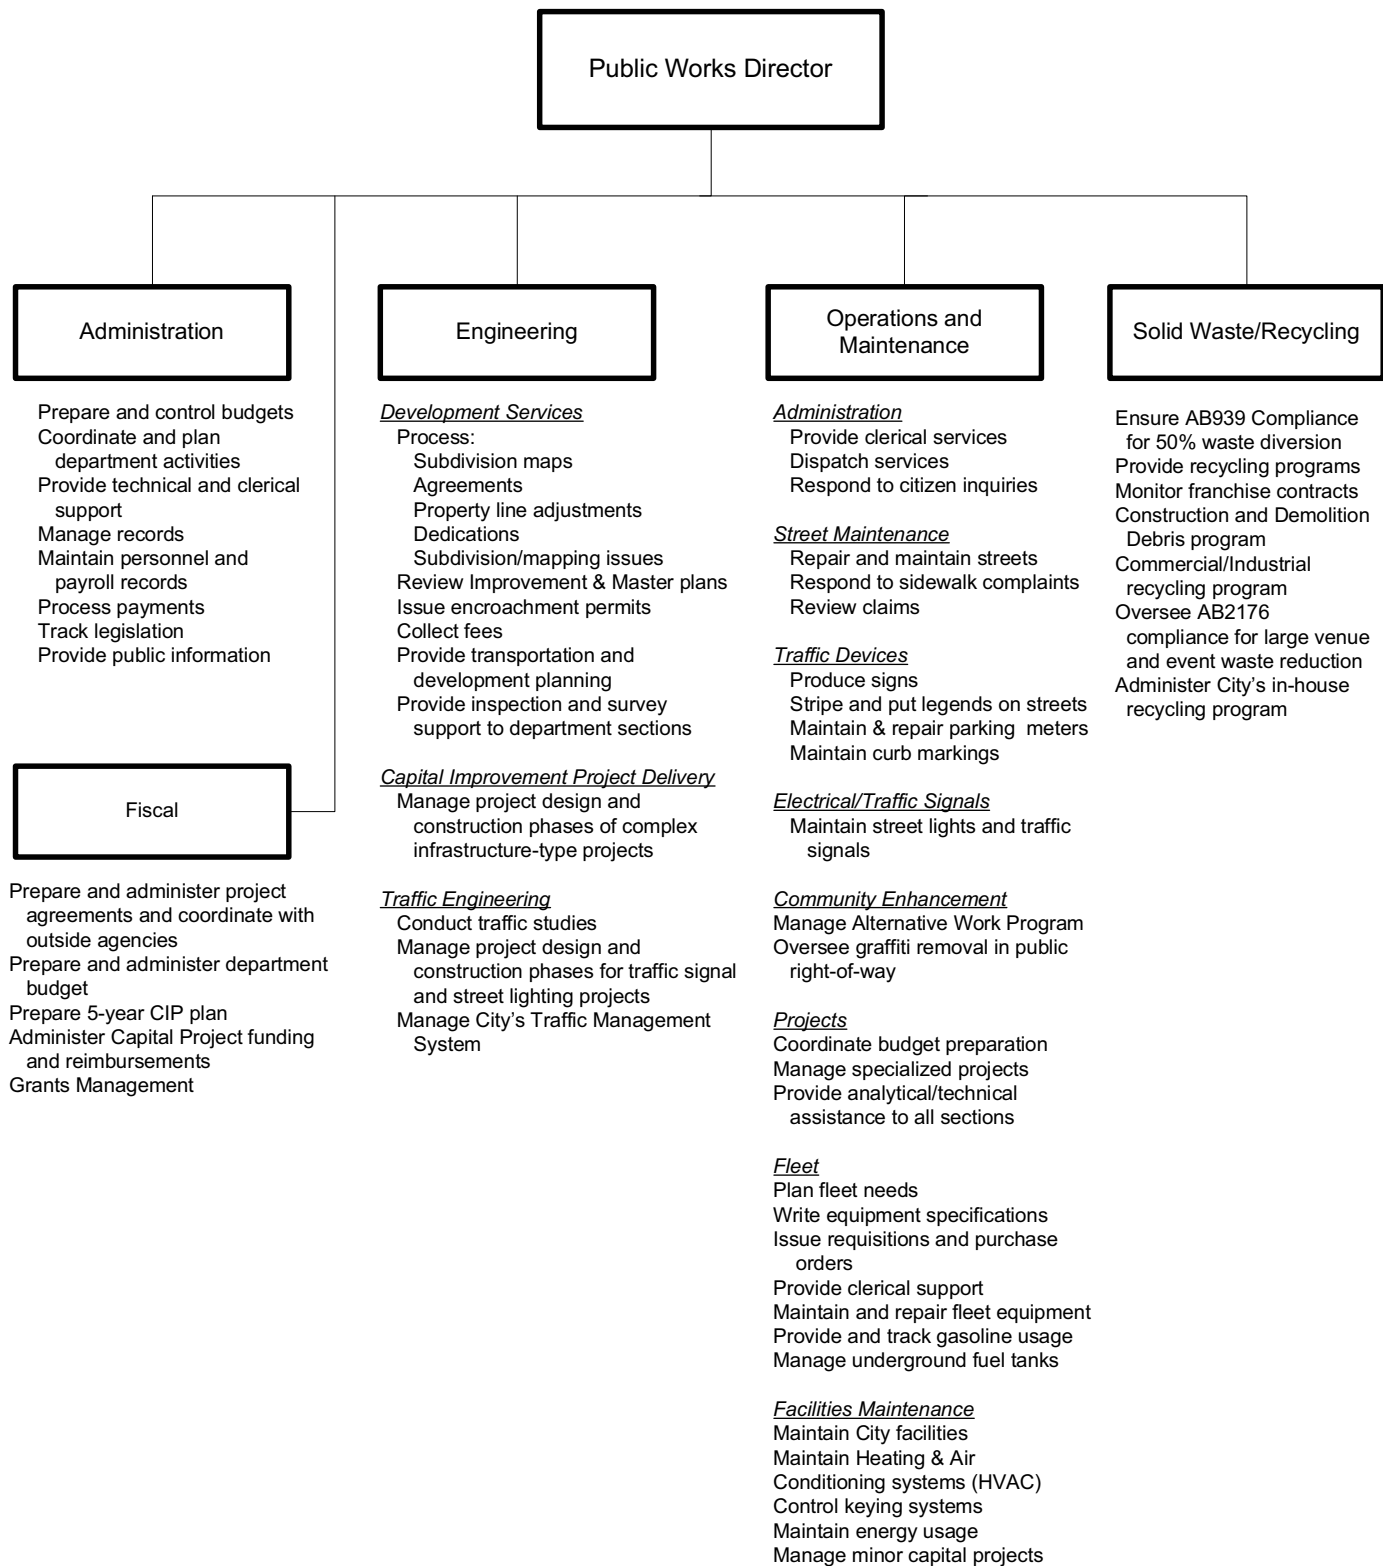 Public Works Director
Administration
Prepare and control budgets
Coordinate and plan
department activities
Provide technical and clerical
support
Manage records
Maintain personnel and
payroll records
Process payments
Track legislation
Provide public information
Fiscal
Prepare and administer project
agreements and coordinate with
outside agencies
Prepare and administer department
budget
Prepare 5-year CIP plan
Administer Capital Project funding
and reimbursements
Grants Management
Engineering
Development Services
Process:
Subdivision maps
Agreements
Property line adjustments
Dedications
Subdivision/mapping issues
Review Improvement & Master plans
Issue encroachment permits
Collect fees
Provide transportation and
development planning
Provide inspection and survey
support to department sections
Capital Improvement Project Delivery
Manage project design and
construction phases of complex
infrastructure-type projects
Traffic Engineering
Conduct traffic studies
Manage project design and
construction phases for traffic signal
and street lighting projects
Manage City's Traffic Management
System
Operations and
Maintenance
Administration
Provide clerical services
Dispatch services
Respond to citizen inquiries
Street Maintenance
Repair and maintain streets
Respond to sidewalk complaints
Review claims
Traffic Devices
Produce signs
Stripe and put legends on streets
Maintain & repair parking  meters
Maintain curb markings
Electrical/Traffic Signals
Maintain street lights and traffic
signals
Community Enhancement
Manage Alternative Work Program
Oversee graffiti removal in public
right-of-way
Projects
Coordinate budget preparation
Manage specialized projects
Provide analytical/technical
assistance to all sections
Fleet
Plan fleet needs
Write equipment specifications
Issue requisitions and purchase
orders
Provide clerical support
Maintain and repair fleet equipment
Provide and track gasoline usage
Manage underground fuel tanks
Facilities Maintenance
Maintain City facilities
Maintain Heating & Air
Conditioning systems (HVAC)
Control keying systems
Maintain energy usage
Manage minor capital projects
Solid Waste/Recycling
Ensure AB939 Compliance
for 50% waste diversion
Provide recycling programs
Monitor franchise contracts
Construction and Demolition
Debris program
Commercial/Industrial
recycling program
Oversee AB2176
compliance for large venue
and event waste reduction
Administer City's in-house
recycling program